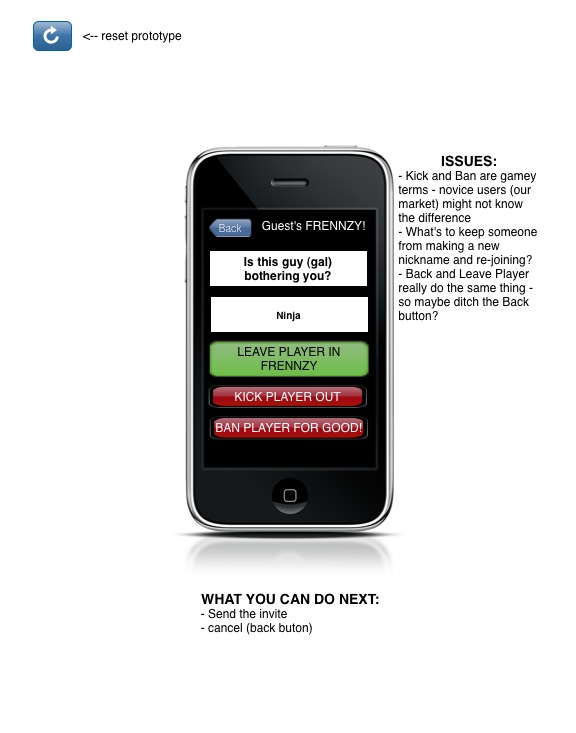 <-- reset prototype
ISSUES:
- Kick and Ban are gamey
terms - novice users (our
market) might not know
the difference
- What's to keep someone
from making a new
nickname and re-joining?
- Back and Leave Player
really do the same thing -
so maybe ditch the Back
button?
Back
Guest's FRENNZY!
Is this guy (gal)
bothering you?
Ninja
LEAVE PLAYER IN
FRENNZY
KICK PLAYER OUT
BAN PLAYER FOR GOOD!
WHAT YOU CAN DO NEXT:
- Send the invite
- cancel (back buton)